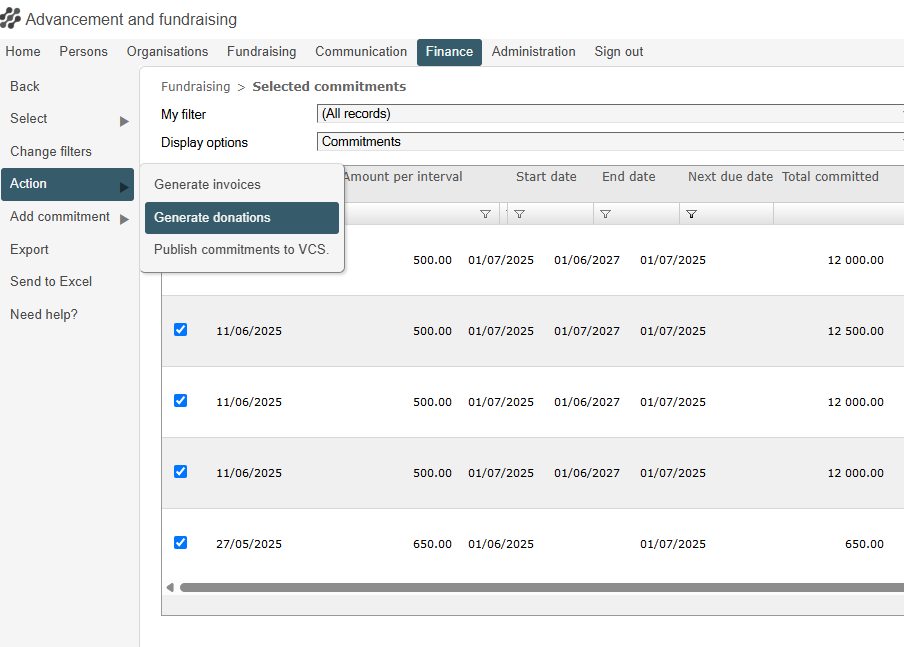 Advancement and fundraising
Home Persons Organisations Fundraising Communication Finance Administration Sign out
Back
Select
Change filters
Action
Add commitment
Export
Send to Excel
Need help?
Fundraising > Selected commitments
My filter (All records)
Display options Commitments
Generate invoices
Generate donations
Publish commitments to VCS.
Amount per interval Start date End date Next due date Total committed
500.00 01/07/2025 01/06/2027 01/07/2025 12 000.00
11/06/2025 500.00 01/07/2025 01/07/2027 01/07/2025 12 500.00
11/06/2025 500.00 01/07/2025 01/06/2027 01/07/2025 12 000.00
11/06/2025 500.00 01/07/2025 01/06/2027 01/07/2025 12 000.00
27/05/2025 650.00 01/06/2025 01/07/2025 650.00